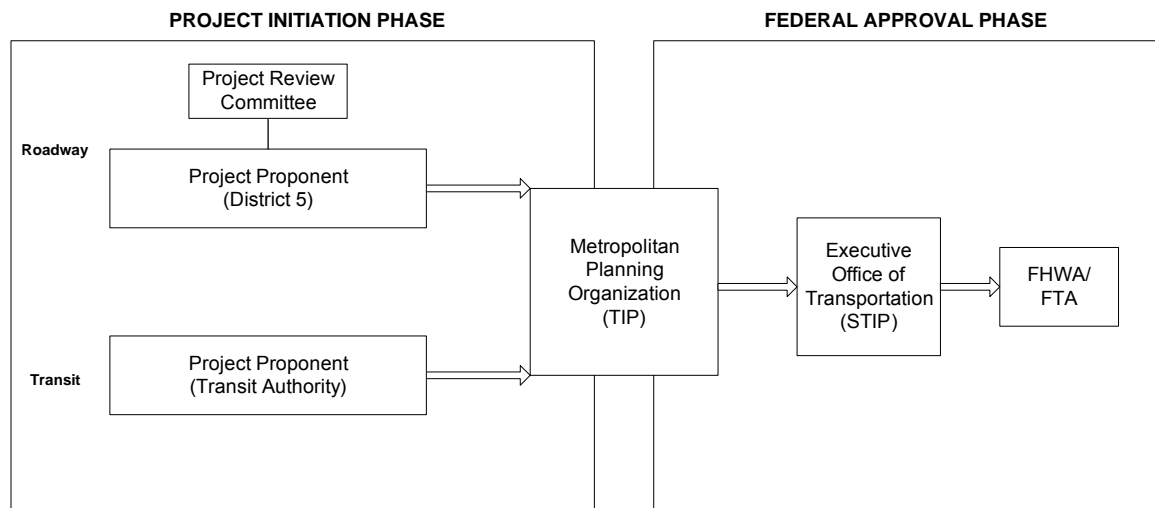 PROJECT INITIATION PHASE
FEDERAL APPROVAL PHASE
Project Review
Committee
Roadway
Project Proponent
(District 5)
Metropolitan
Planning
Organization
(TIP)
Executive
Office of
Transportation
(STIP)
FHWA/
FTA
Transit
Project Proponent
(Transit Authority)